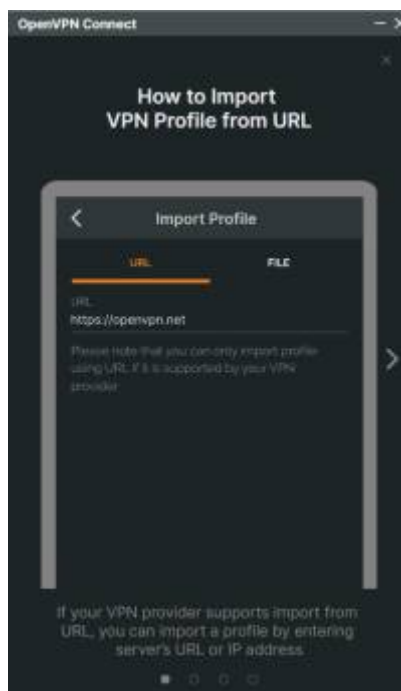 OpenVPN Connect
How to Import
VPN Profile from URL
Import Profile
URL
FILE
URL
https://openvpn.net
Please note that you can only import profile
using URL if it is supported by your VPN
provider
If your VPN provider supports import from
URL, you can import a profile by entering
server's URL or IP address